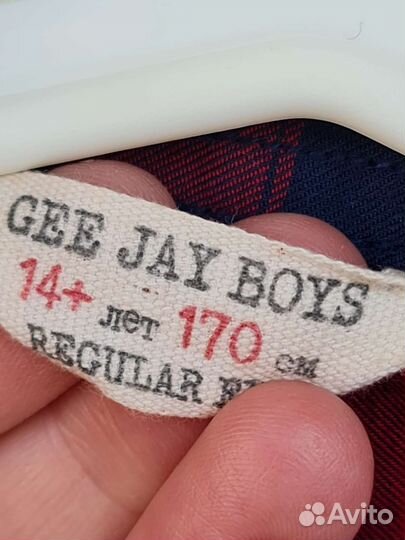 GEE JAY BOYS
14+ лет 170 см
REGULAR
Avito